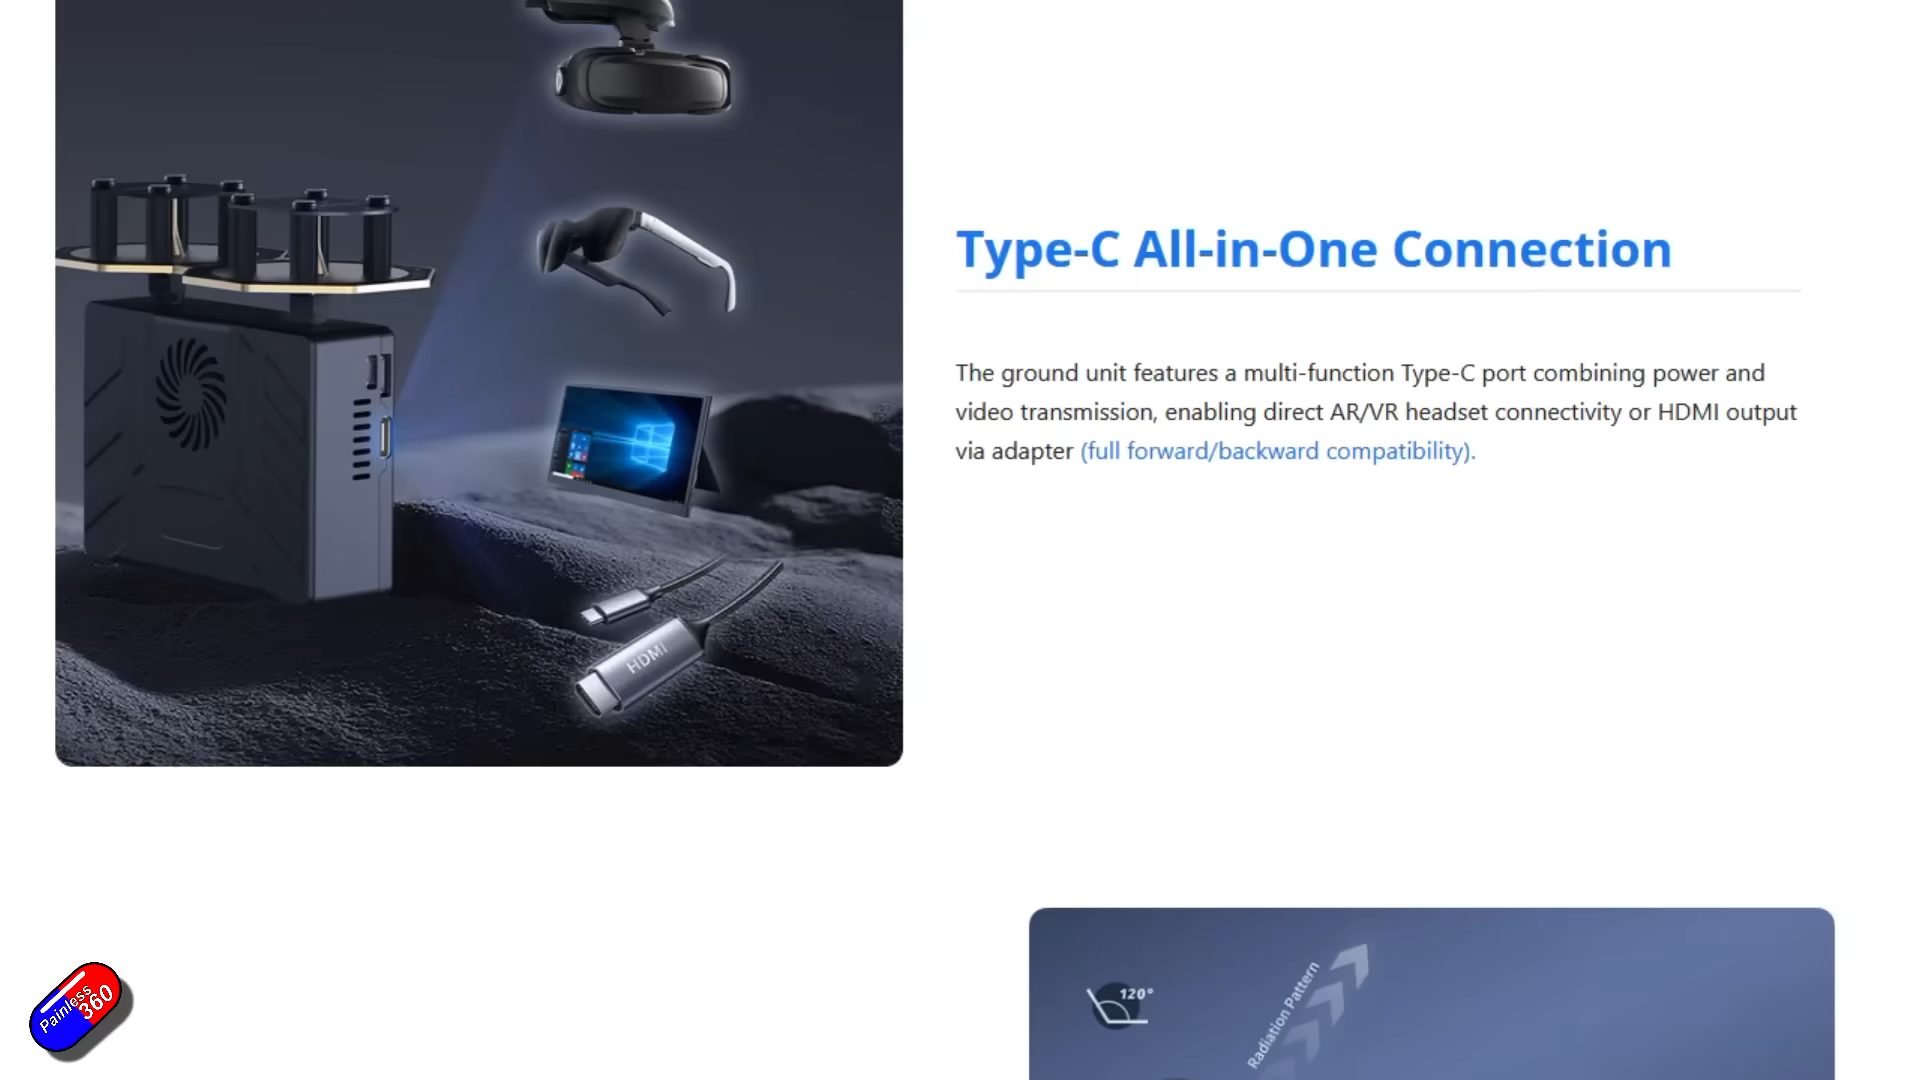 Type-C All-in-One Connection
The ground unit features a multi-function Type-C port combining power and
video transmission, enabling direct AR/VR headset connectivity or HDMI output
via adapter (full forward/backward compatibility).
HDMI
120°
Radiation Pattern
Painless
360